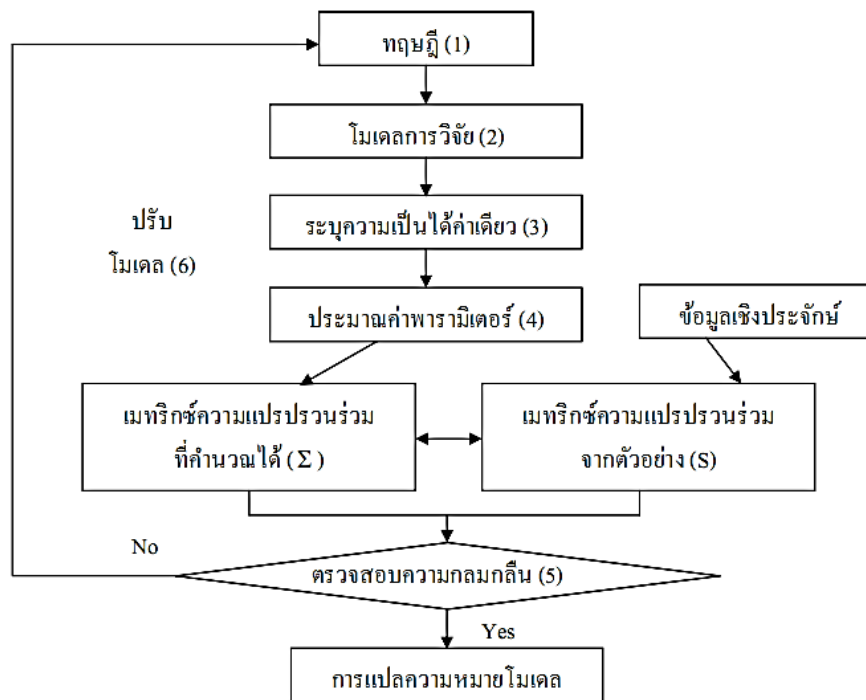 ทฤษฎี (1)
โมเดลการวิจัย (2)
ระบุความเป็นได้ค่าเดียว (3)
ปรับ
โมเดล (6)
ประมาณค่าพารามิเตอร์ (4)
ข้อมูลเชิงประจักษ์
เมทริกซ์ความแปรปรวนร่วม
ที่คำนวณได้ (Σ )
เมทริกซ์ความแปรปรวนร่วม
จากตัวอย่าง (S)
No
ตรวจสอบความกลมกลืน (5)
Yes
การแปลความหมายโมเดล